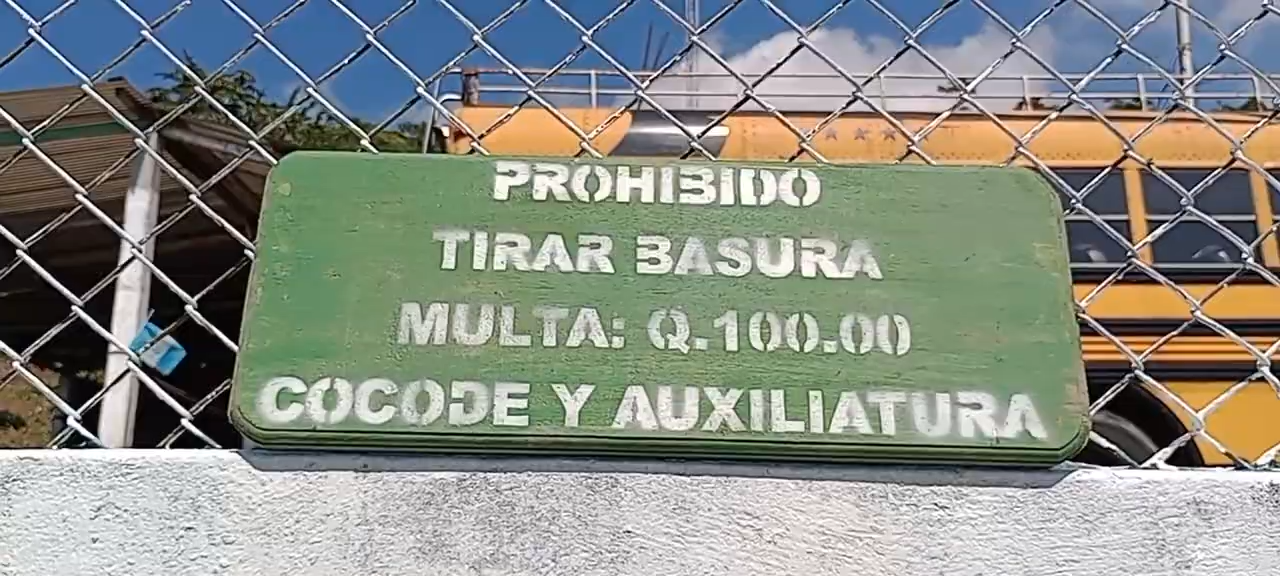 PROHIBIDO
TIRAR BASURA
MULTA: Q.100.00
COCODE Y AUXILIATURA